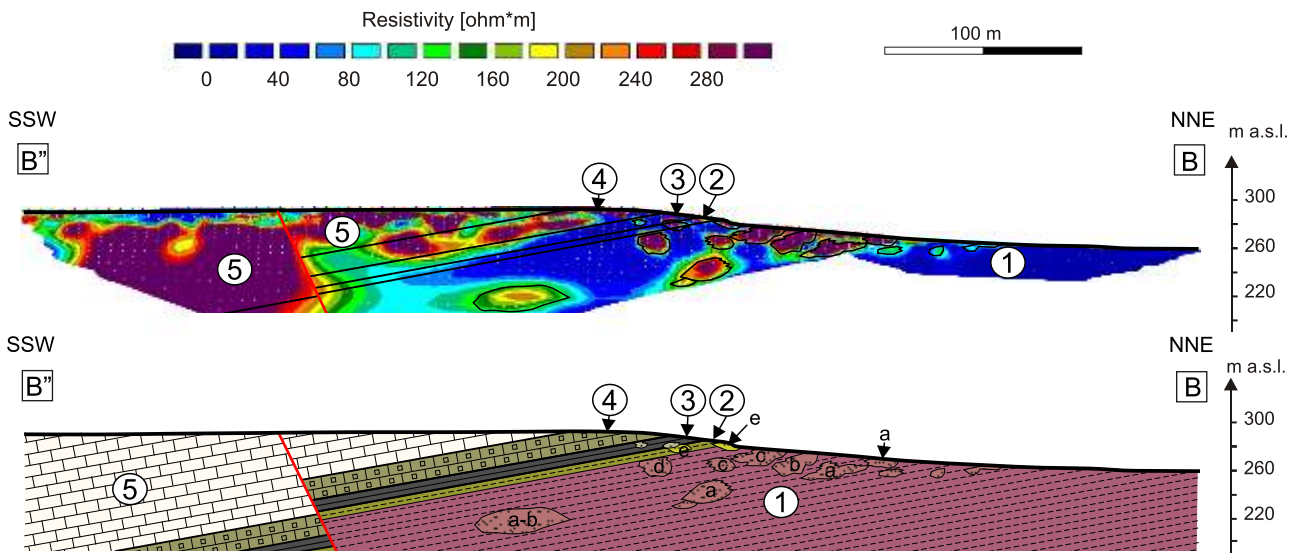 Resistivity [ohm*m]
0 40 80 120 160 200 240 280
100 m
SSW
NNE
m a.s.l.
B”
B
4
3
2
300
5
5
1
260
220
SSW
NNE
m a.s.l.
B”
B
4
3
2
e
a
300
e
d
c
c
b
a
5
a
1
260
a-b
220